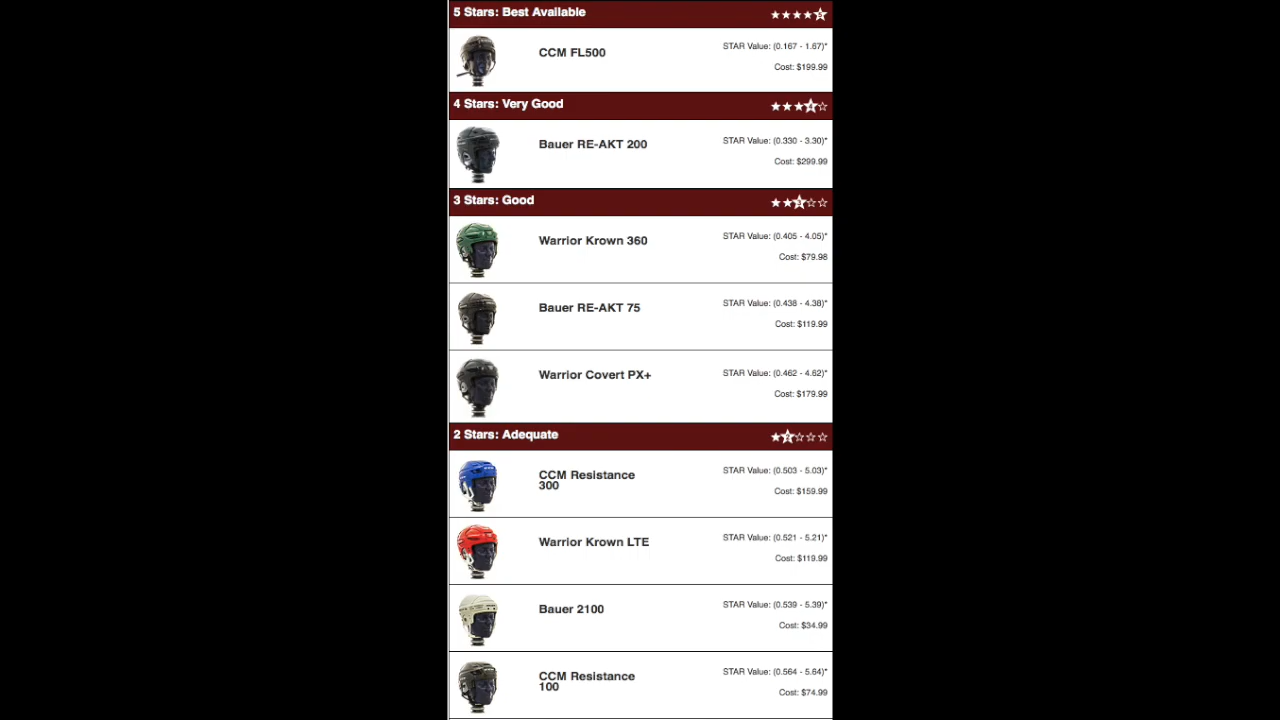 5 Stars: Best Available
CCM FL500
STAR Value: (0.167 - 1.67)*
Cost: $199.99
4 Stars: Very Good
4
Bauer RE-AKT 200
STAR Value: (0.330 - 3.30)*
Cost: $299.99
3 Stars: Good
3
Warrior Krown 360
STAR Value: (0.405 - 4.05)*
Cost: $79.98
Bauer RE-AKT 75
STAR Value: (0.438 - 4.38)*
Cost: $119.99
Warrior Covert PX+
STAR Value: (0.462 - 4.62)*
Cost: $179.99
2 Stars: Adequate
2
CCM Resistance
300
STAR Value: (0.503 - 5.03)*
Cost: $159.99
Warrior Krown LTE
STAR Value: (0.521 - 5.21)*
Cost: $119.99
Bauer 2100
STAR Value: (0.539 - 5.39)*
Cost: $34.99
CCM Resistance
100
STAR Value: (0.564 - 5.64)*
Cost: $74.99